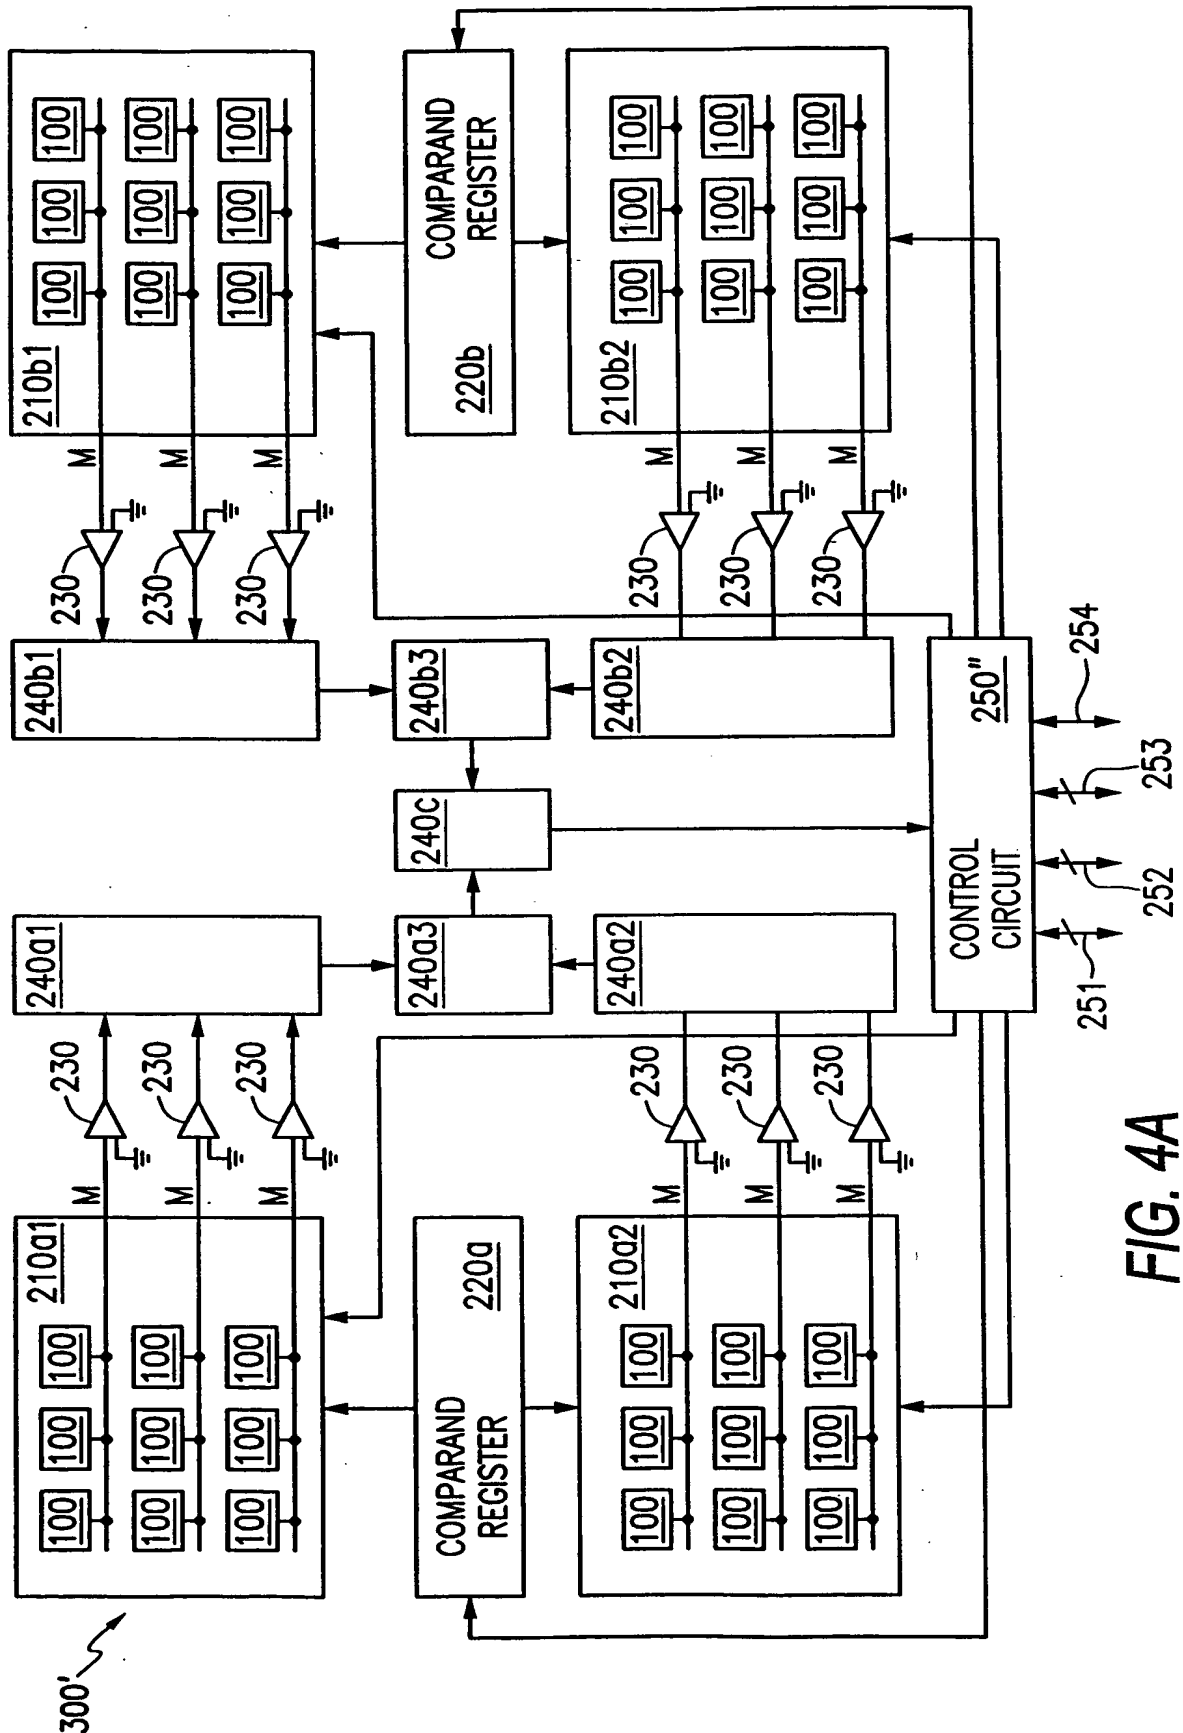 300'
210a1
100 100 100
M
230
100 100 100
M
230
100 100 100
M
230
240a1
240b1
210b1
230
M
100 100 100
230
M
100 100 100
230
M
100 100 100
COMPARAND
REGISTER
220a
240a3
240c
240b3
220b
COMPARAND
REGISTER
210a2
100 100 100
M
230
100 100 100
M
230
100 100 100
M
230
240a2
240b2
210b2
230
M
100 100 100
230
M
100 100 100
230
M
100 100 100
CONTROL
CIRCUIT
250"
251
252
253
254
FIG. 4A